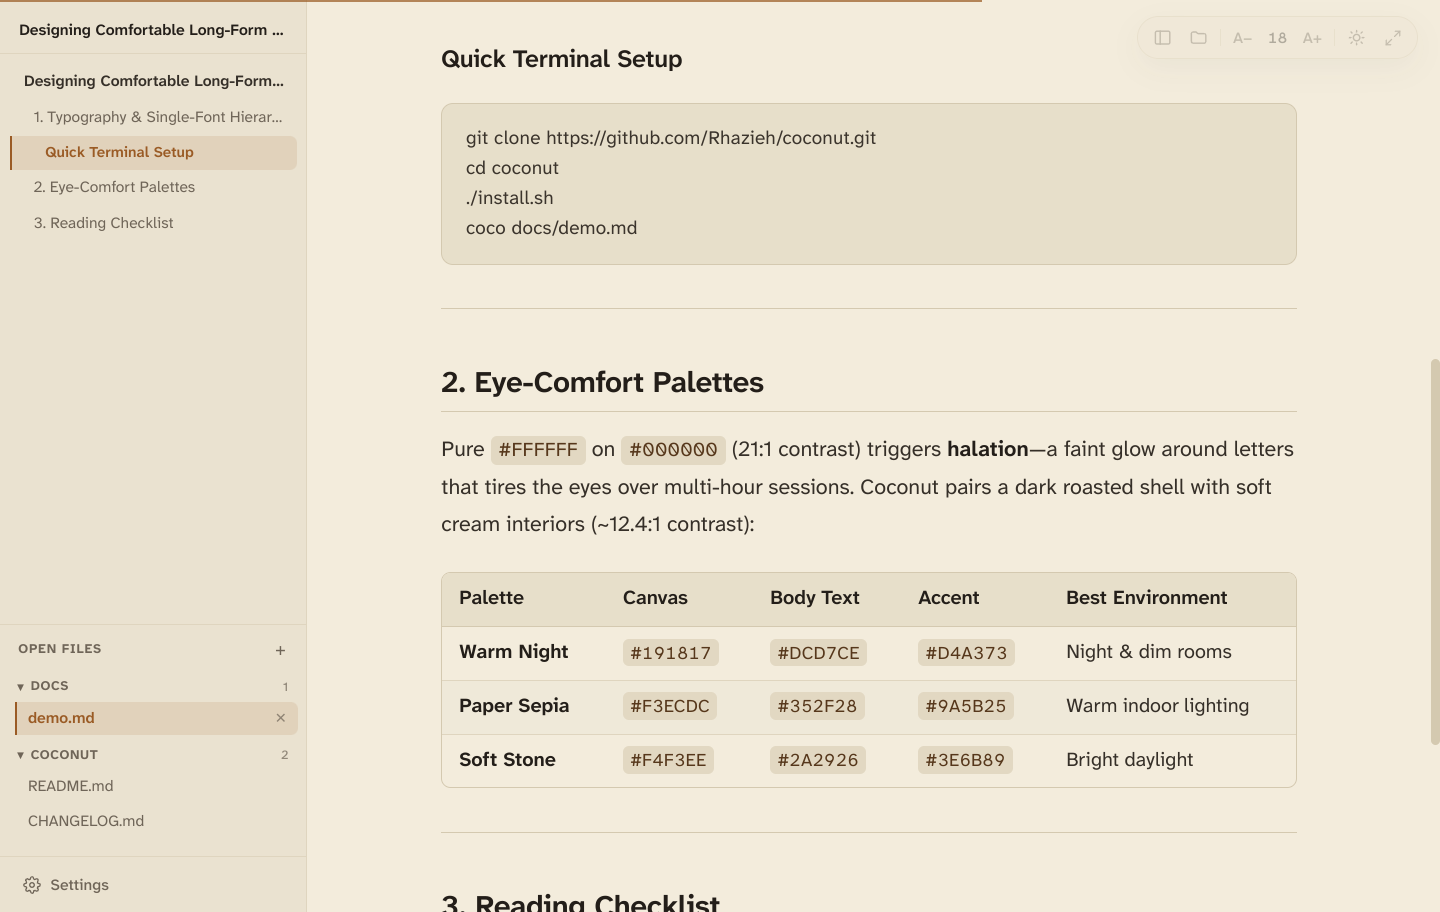 Designing Comfortable Long-Form ...
Designing Comfortable Long-Form...
1. Typography & Single-Font Hierar...
Quick Terminal Setup
2. Eye-Comfort Palettes
3. Reading Checklist
OPEN FILES +
▾ DOCS 1
demo.md ×
▾ COCONUT 2
README.md
CHANGELOG.md
Settings
A− 18 A+
Quick Terminal Setup
git clone https://github.com/Rhazieh/coconut.git
cd coconut
./install.sh
coco docs/demo.md
2. Eye-Comfort Palettes
Pure #FFFFFF on #000000 (21:1 contrast) triggers halation—a faint glow around letters
that tires the eyes over multi-hour sessions. Coconut pairs a dark roasted shell with soft
cream interiors (~12.4:1 contrast):
Palette Canvas Body Text Accent Best Environment
Warm Night #191817 #DCD7CE #D4A373 Night & dim rooms
Paper Sepia #F3ECDC #352F28 #9A5B25 Warm indoor lighting
Soft Stone #F4F3EE #2A2926 #3E6B89 Bright daylight
3. Reading Checklist